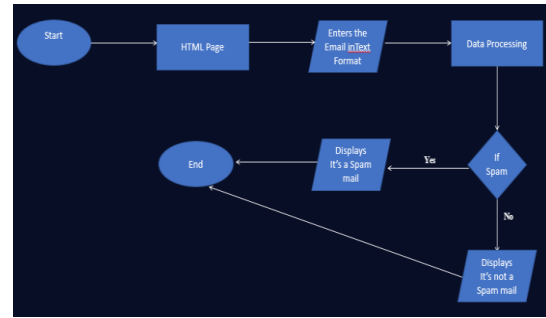 Start
HTML Page
Enters the
Email inText
Format
Data Processing
If
Spam
Yes
Displays
It's a Spam
mail
End
No
Displays
It's not a
Spam mail